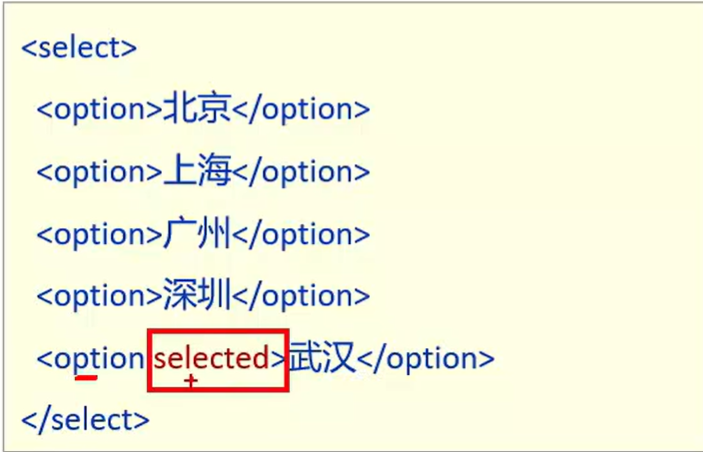 <select>
<option>北京</option>
<option>上海</option>
<option>广州</option>
<option>深圳</option>
<option selected>武汉</option>
</select>